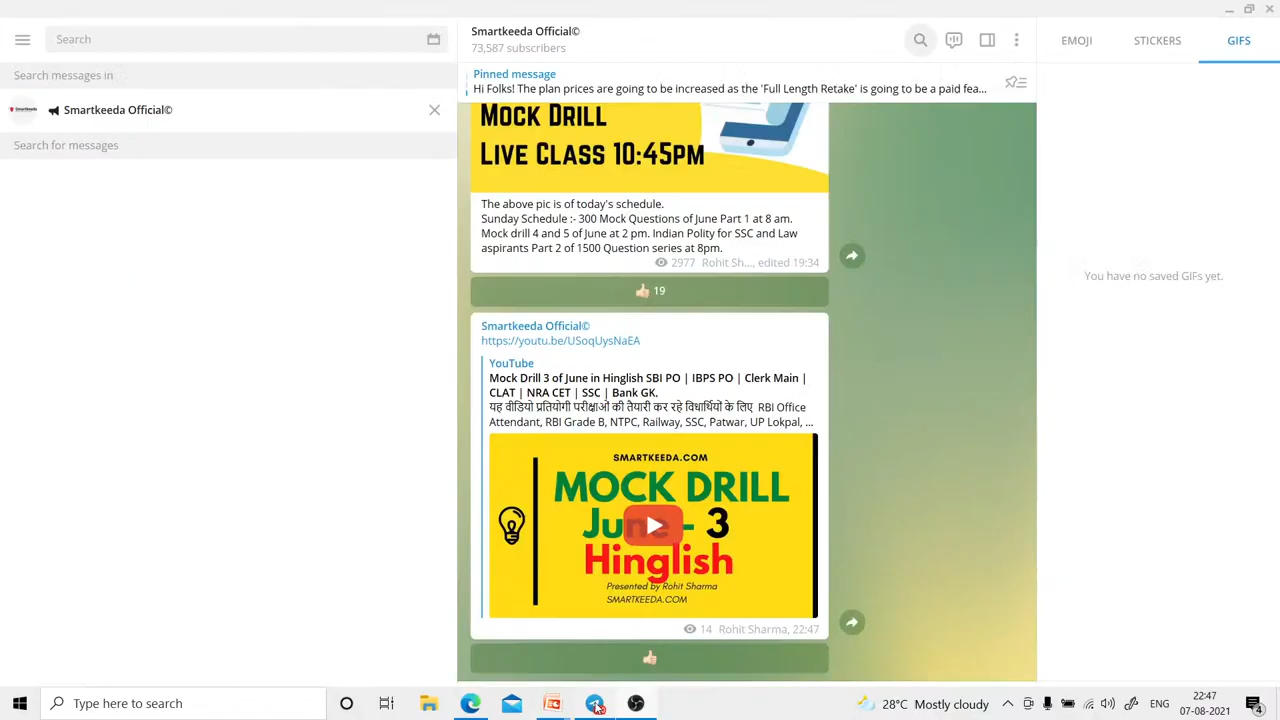 Search
Search messages in
Smartkeeda Official©
Search for messages
Smartkeeda Official©
73,587 subscribers
Pinned message
Hi Folks! The plan prices are going to be increased as the 'Full Length Retake' is going to be a paid fea...
MOCK DRILL
LIVE CLASS 10:45PM
The above pic is of today's schedule.
Sunday Schedule :- 300 Mock Questions of June Part 1 at 8 am.
Mock drill 4 and 5 of June at 2 pm. Indian Polity for SSC and Law
aspirants Part 2 of 1500 Question series at 8pm.
2977 Rohit Sh..., edited 19:34
19
Smartkeeda Official©
https://youtu.be/USoqUysNaEA
YouTube
Mock Drill 3 of June in Hinglish SBI PO | IBPS PO | Clerk Main |
CLAT | NRA CET | SSC | Bank GK.
यह वीडियो प्रतियोगी परीक्षाओं की तैयारी कर रहे विधार्थियों के लिए RBI Office
Attendant, RBI Grade B, NTPC, Railway, SSC, Patwar, UP Lokpal, ...
SMARTKEEDA.COM
MOCK DRILL
June - 3
Hinglish
Presented by Rohit Sharma
SMARTKEEDA.COM
14 Rohit Sharma, 22:47
EMOJI STICKERS GIFS
You have no saved GIFs yet.
Type here to search
28°C Mostly cloudy
ENG
22:47
07-08-2021
4